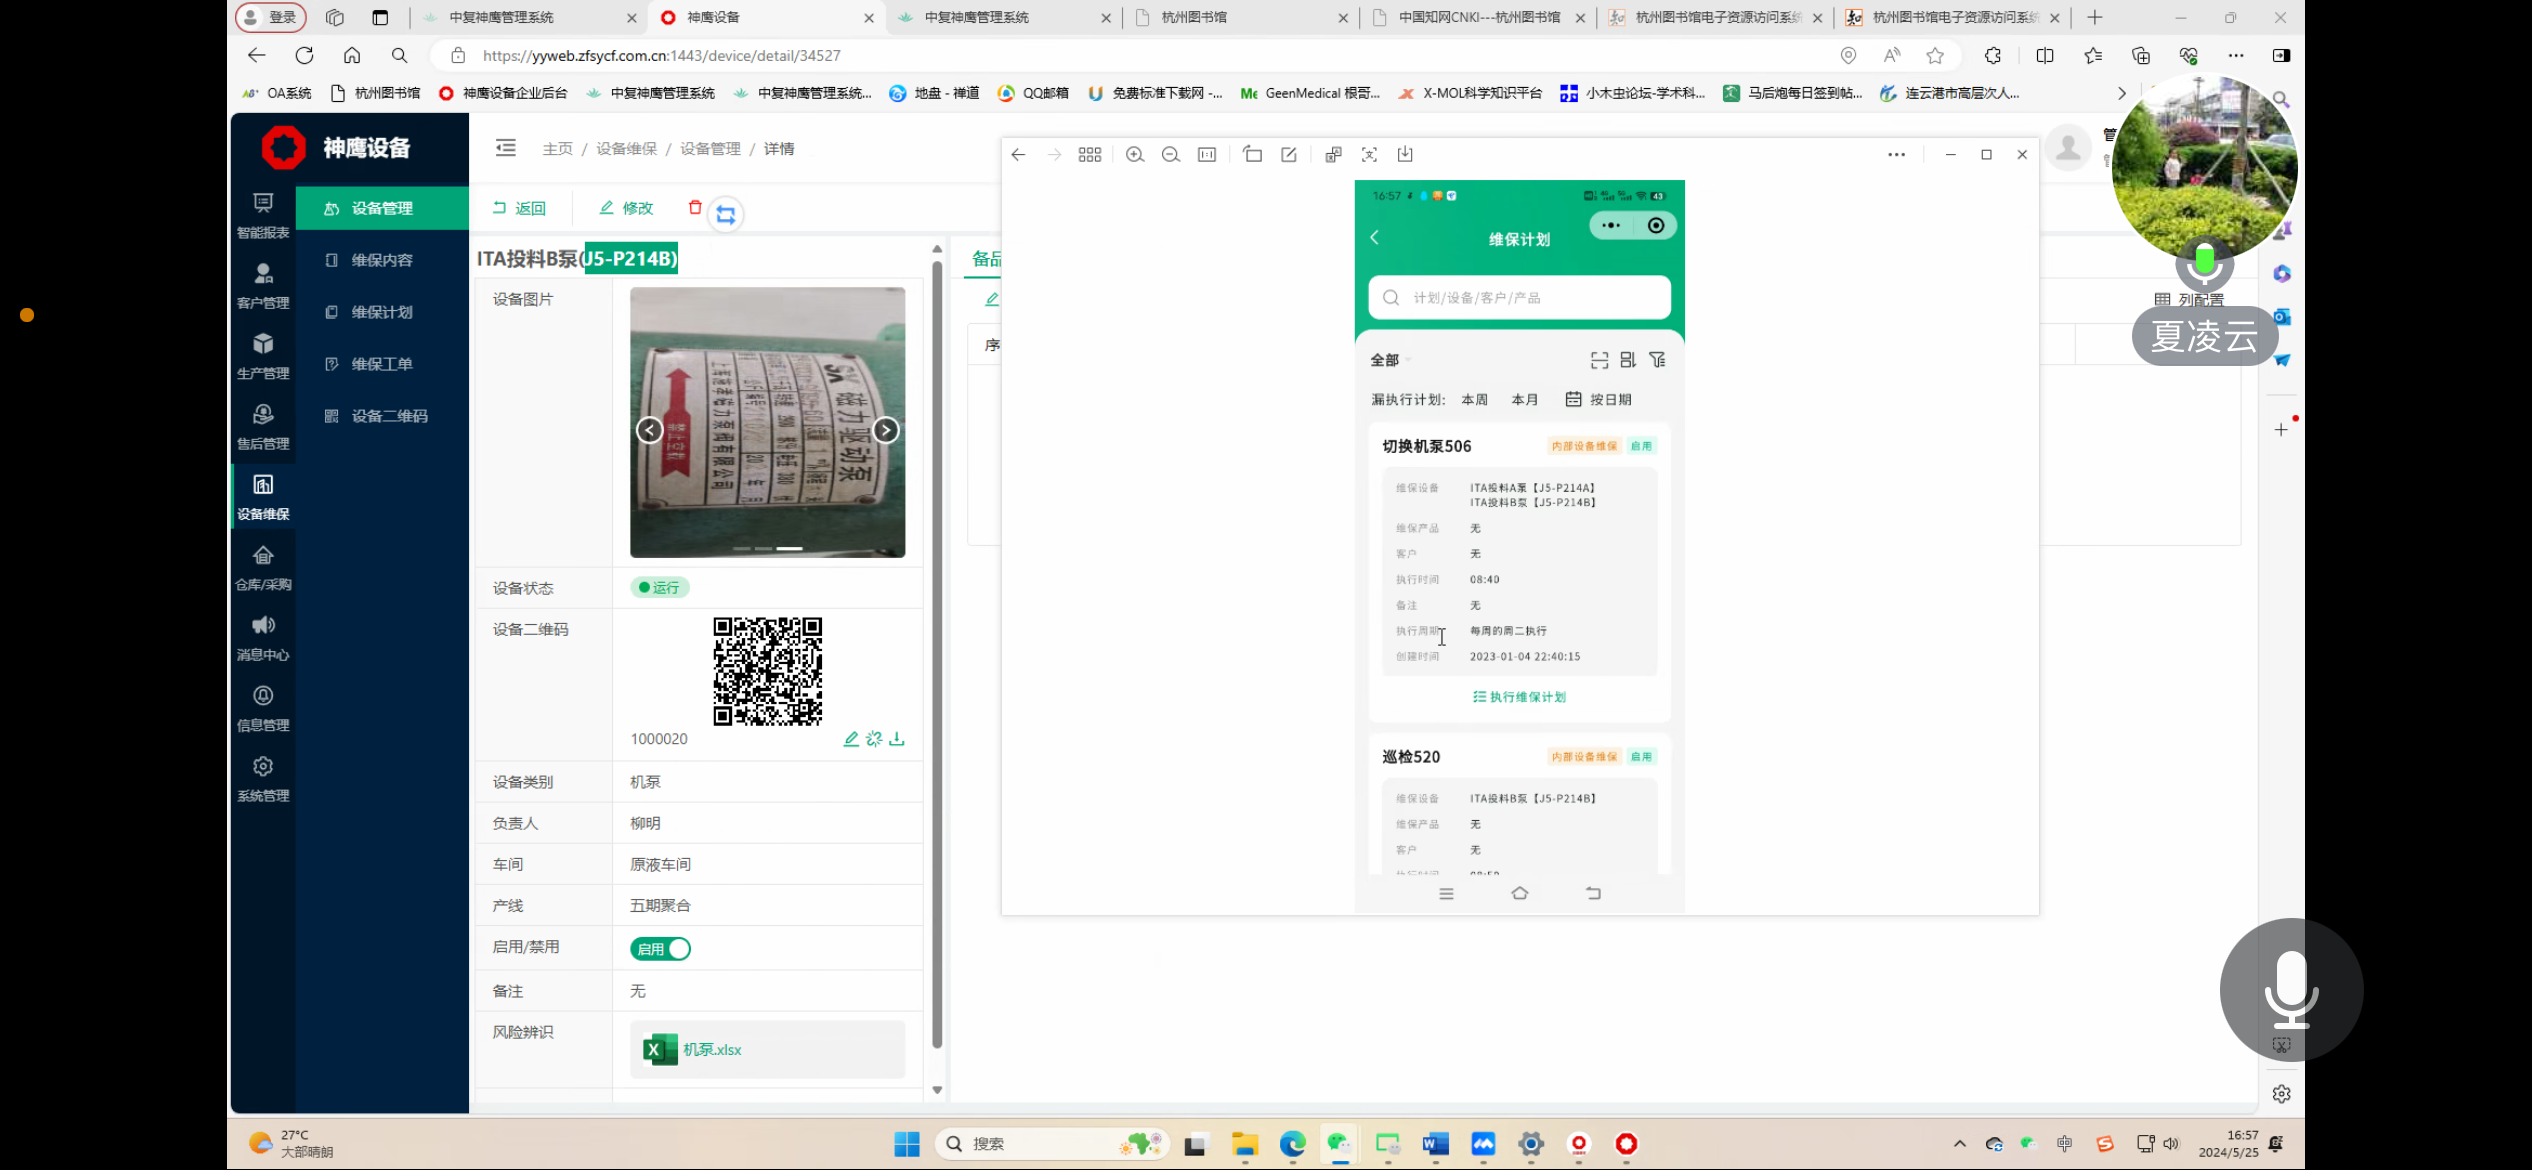 登录
中复神鹰管理系统
神鹰设备
中复神鹰管理系统
杭州图书馆
中国知网CNKI---杭州图书馆
杭州图书馆电子资源访问系统
杭州图书馆电子资源访问系统
https://yyweb.zfsycf.com.cn:1443/device/detail/34527
OA系统
杭州图书馆
神鹰设备企业后台
中复神鹰管理系统
中复神鹰管理系统...
地盘 - 禅道
QQ邮箱
免费标准下载网 -...
GeenMedical 根哥...
X-MOL科学知识平台
小木虫论坛-学术科...
马后炮每日签到帖...
连云港市高层次人...
神鹰设备
主页 / 设备维保 / 设备管理 / 详情
智能报表
客户管理
生产管理
售后管理
设备维保
仓库/采购
消息中心
信息管理
系统管理
设备管理
维保内容
维保计划
维保工单
设备二维码
返回
修改
ITA投料B泵(J5-P214B)
设备图片
磁力驱动泵
设备状态
运行
设备二维码
1000020
设备类别
机泵
负责人
柳明
车间
原液车间
产线
五期聚合
启用/禁用
启用
备注
无
风险辨识
机泵.xlsx
备品
序
列配置
16:57
43
维保计划
计划/设备/客户/产品
全部
漏执行计划: 本周 本月 按日期
切换机泵506 内部设备维保 启用
维保设备 ITA投料A泵【J5-P214A】
ITA投料B泵【J5-P214B】
维保产品 无
客户 无
执行时间 08:40
备注 无
执行周期 每周的周二执行
创建时间 2023-01-04 22:40:15
执行维保计划
巡检520 内部设备维保 启用
维保设备 ITA投料B泵【J5-P214B】
维保产品 无
客户 无
夏凌云
27°C
大部晴朗
搜索
中
16:57
2024/5/25